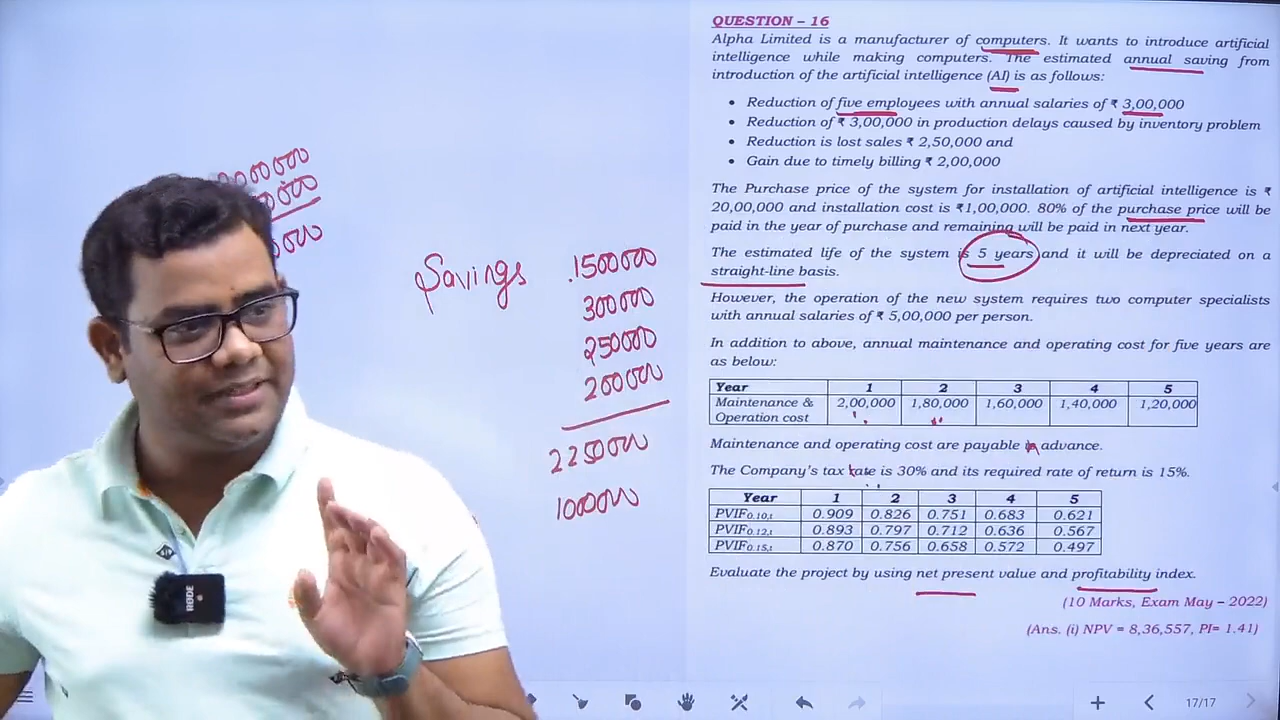 QUESTION – 16
Alpha Limited is a manufacturer of computers. It wants to introduce artificial
intelligence while making computers. The estimated annual saving from
introduction of the artificial intelligence (AI) is as follows:
• Reduction of five employees with annual salaries of ₹ 3,00,000
• Reduction of ₹ 3,00,000 in production delays caused by inventory problem
• Reduction is lost sales ₹ 2,50,000 and
• Gain due to timely billing ₹ 2,00,000
The Purchase price of the system for installation of artificial intelligence is ₹
20,00,000 and installation cost is ₹1,00,000. 80% of the purchase price will be
paid in the year of purchase and remaining will be paid in next year.
The estimated life of the system is 5 years and it will be depreciated on a
straight-line basis.
However, the operation of the new system requires two computer specialists
with annual salaries of ₹ 5,00,000 per person.
In addition to above, annual maintenance and operating cost for five years are
as below:
Year 1 2 3 4 5
Maintenance & 2,00,000 1,80,000 1,60,000 1,40,000 1,20,000
Operation cost
Maintenance and operating cost are payable in advance.
The Company's tax rate is 30% and its required rate of return is 15%.
Year 1 2 3 4 5
PVIF0.10,t 0.909 0.826 0.751 0.683 0.621
PVIF0.12,t 0.893 0.797 0.712 0.636 0.567
PVIF0.15,t 0.870 0.756 0.658 0.572 0.497
Evaluate the project by using net present value and profitability index.
(10 Marks, Exam May – 2022)
(Ans. (i) NPV = 8,36,557, PI= 1.41)
Savings 1500000
300000
250000
200000
2250000
1000000
RØDE
17/17